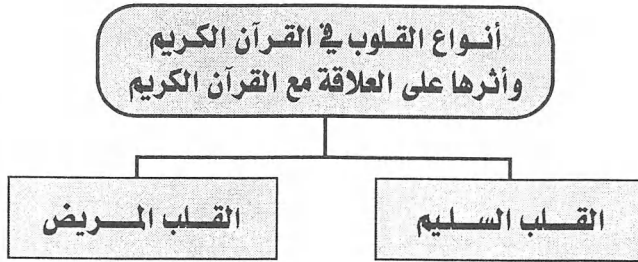 أنواع القلوب في القرآن الكريم
وأثرها على العلاقة مع القرآن الكريم
القلب السليم
القلب المريض